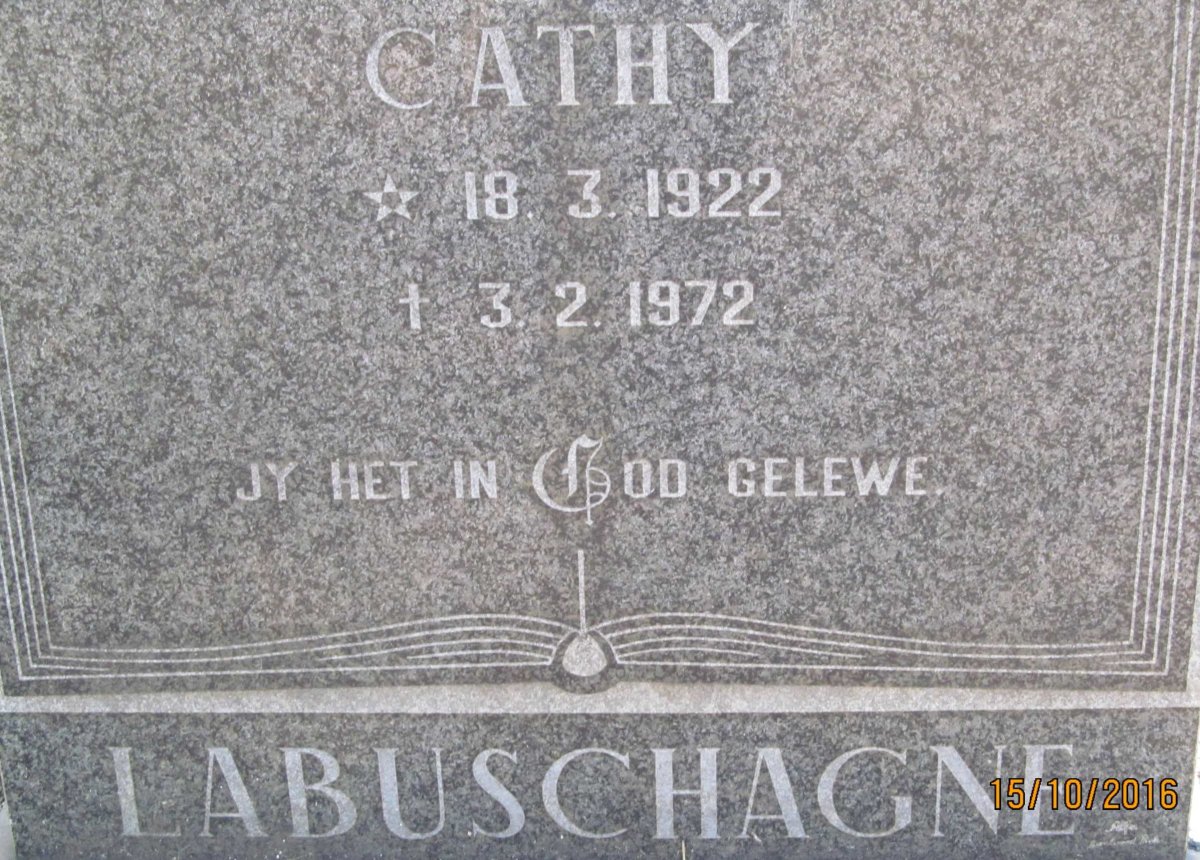 CATHY
☆ 18. 3. 1922
† 3. 2. 1972
JY HET IN GOD GELEWE.
LABUSCHAGNE
15/10/2016